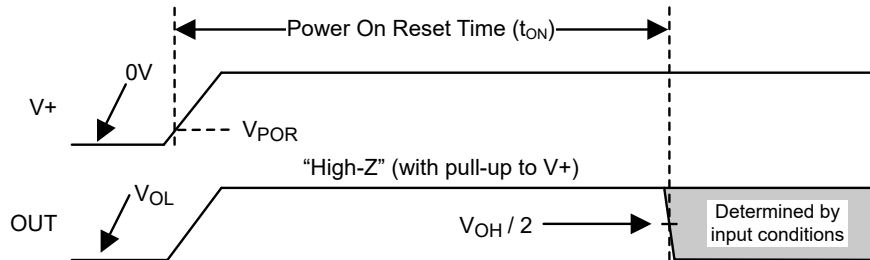 Power On Reset Time (tON)
0V
V+
VPOR
“High-Z” (with pull-up to V+)
VOL
OUT
VOH / 2
Determined by
input conditions